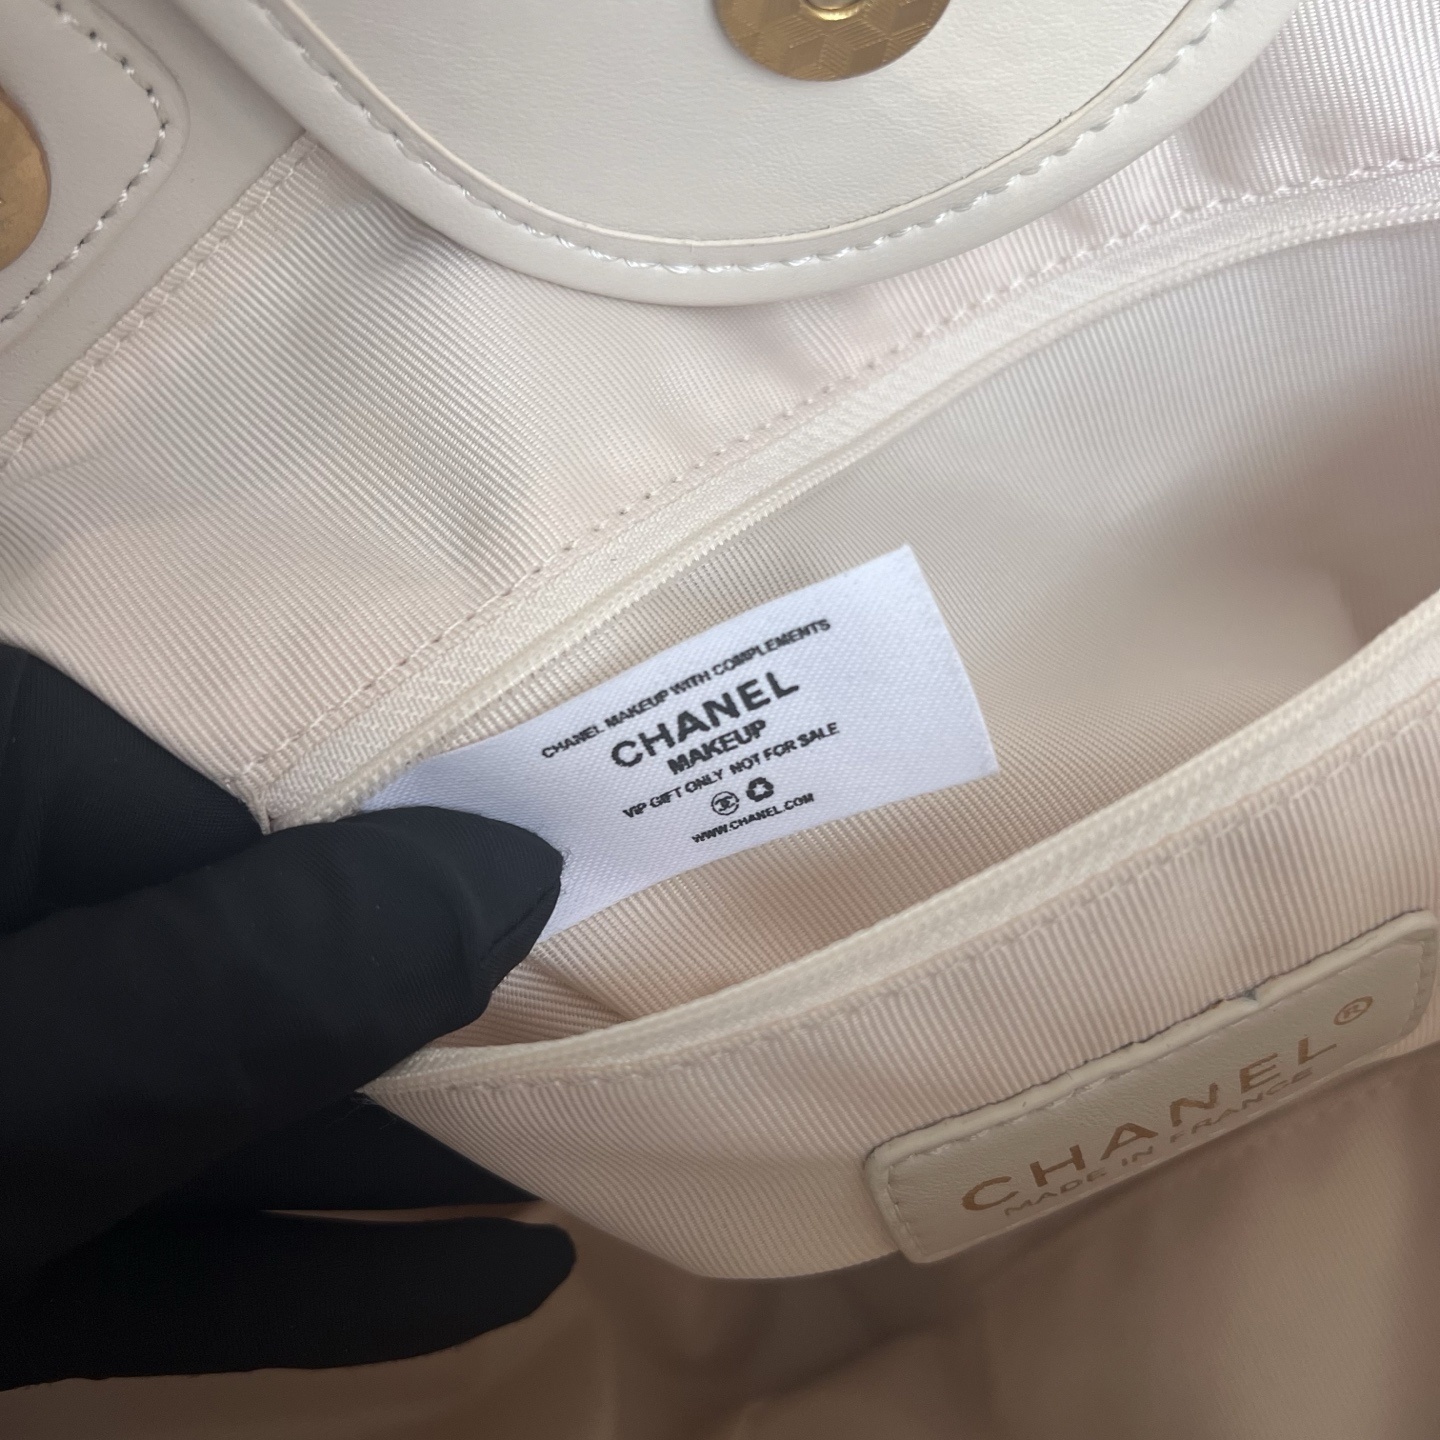 CHANEL MAKEUP WITH COMPLEMENTS
CHANEL
MAKEUP
VIP GIFT ONLY NOT FOR SALE
WWW.CHANEL.COM
CHANEL®
MADE IN FRANCE